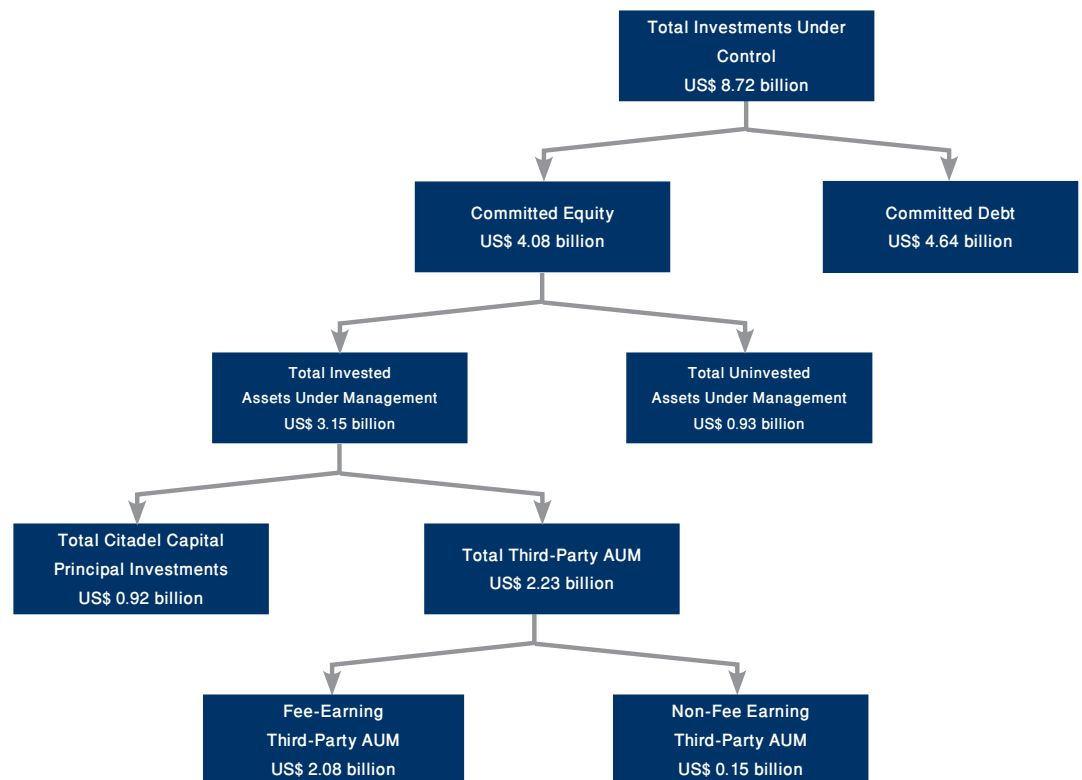 Total Investments Under
Control
US$ 8.72 billion
Committed Equity
US$ 4.08 billion
Committed Debt
US$ 4.64 billion
Total Invested
Assets Under Management
US$ 3.15 billion
Total Uninvested
Assets Under Management
US$ 0.93 billion
Total Citadel Capital
Principal Investments
US$ 0.92 billion
Total Third-Party AUM
US$ 2.23 billion
Fee-Earning
Third-Party AUM
US$ 2.08 billion
Non-Fee Earning
Third-Party AUM
US$ 0.15 billion